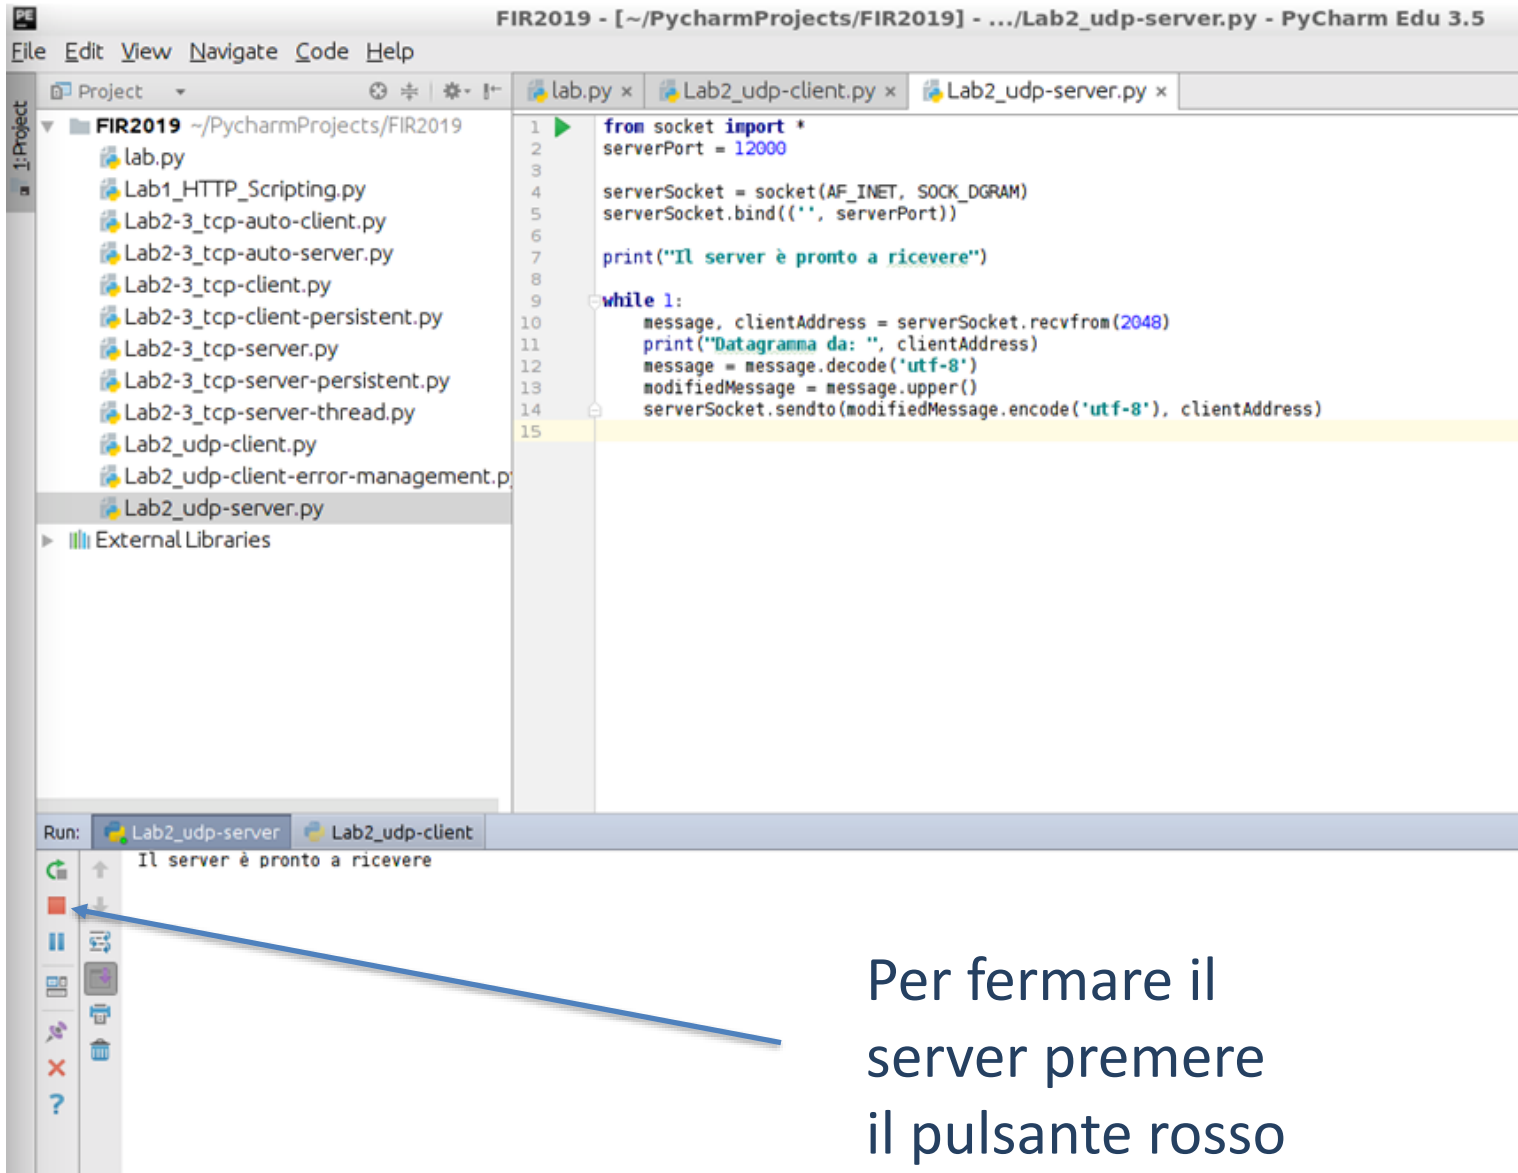 PE
FIR2019 - [~/PycharmProjects/FIR2019] - .../Lab2_udp-server.py - PyCharm Edu 3.5
File Edit View Navigate Code Help
1: Project
Project
lab.py × Lab2_udp-client.py × Lab2_udp-server.py ×
FIR2019 ~/PycharmProjects/FIR2019
lab.py
Lab1_HTTP_Scripting.py
Lab2-3_tcp-auto-client.py
Lab2-3_tcp-auto-server.py
Lab2-3_tcp-client.py
Lab2-3_tcp-client-persistent.py
Lab2-3_tcp-server.py
Lab2-3_tcp-server-persistent.py
Lab2-3_tcp-server-thread.py
Lab2_udp-client.py
Lab2_udp-client-error-management.py
Lab2_udp-server.py
External Libraries
1 from socket import *
2 serverPort = 12000
3
4 serverSocket = socket(AF_INET, SOCK_DGRAM)
5 serverSocket.bind(('', serverPort))
6
7 print("Il server è pronto a ricevere")
8
9 while 1:
10 message, clientAddress = serverSocket.recvfrom(2048)
11 print("Datagramma da: ", clientAddress)
12 message = message.decode('utf-8')
13 modifiedMessage = message.upper()
14 serverSocket.sendto(modifiedMessage.encode('utf-8'), clientAddress)
15
Run: Lab2_udp-server Lab2_udp-client
Il server è pronto a ricevere
Per fermare il
server premere
il pulsante rosso